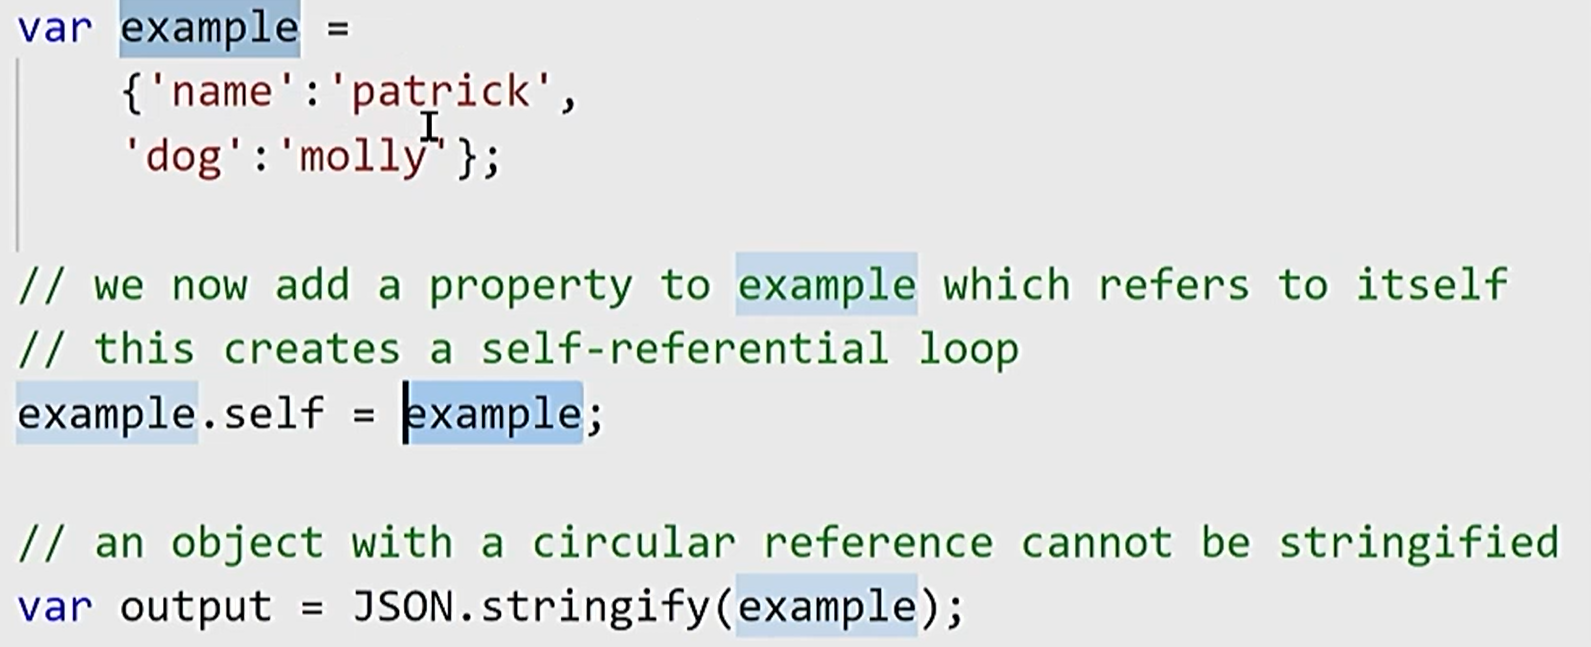 var example =
{'name':'patrick',
'dog':'molly'};
// we now add a property to example which refers to itself
// this creates a self-referential loop
example.self = example;
// an object with a circular reference cannot be stringified
var output = JSON.stringify(example);